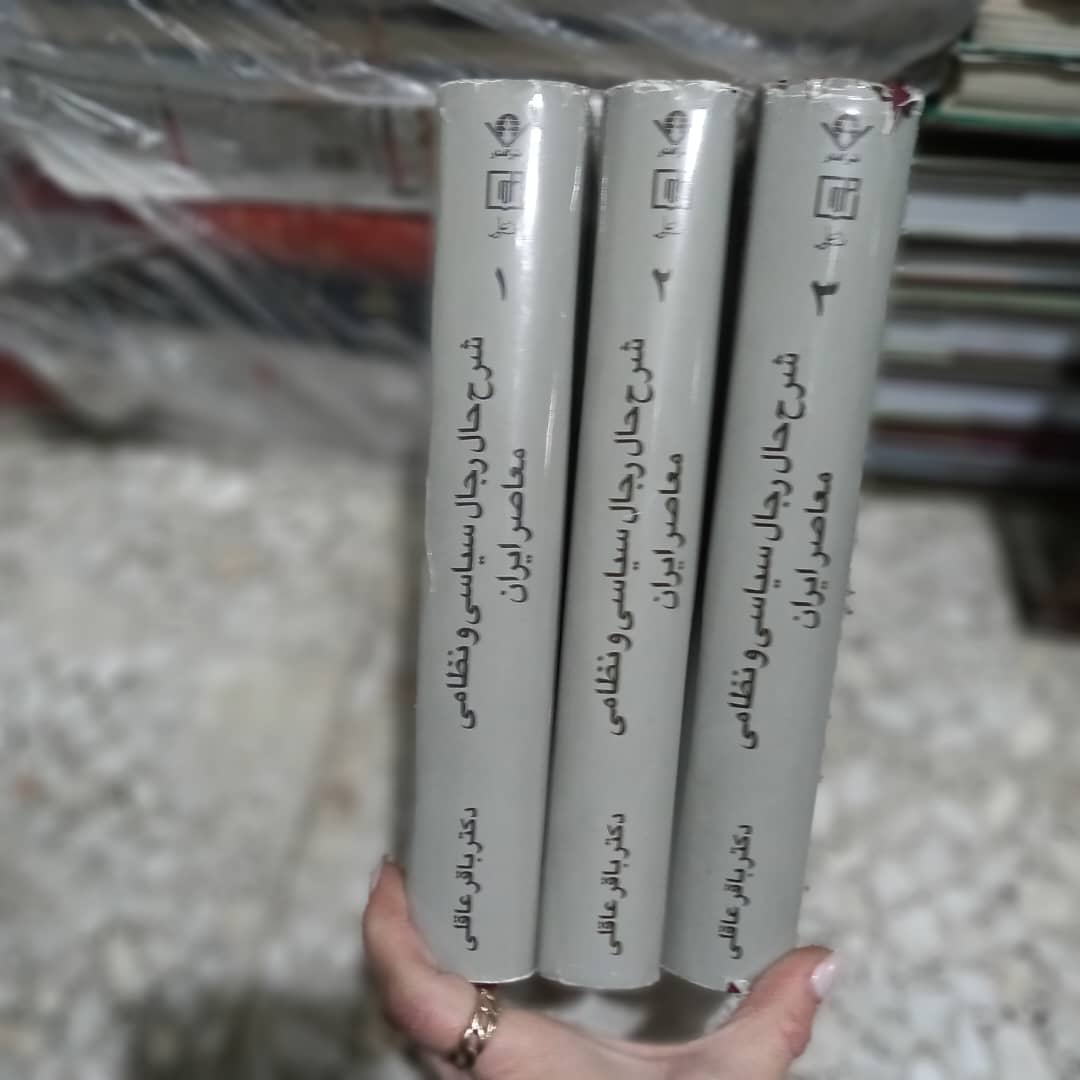 ۱
شرح حال رجال سیاسی و نظامی
معاصر ایران
دکتر باقر عاقلی
۲
شرح حال رجال سیاسی و نظامی
معاصر ایران
دکتر باقر عاقلی
۳
شرح حال رجال سیاسی و نظامی
معاصر ایران
دکتر باقر عاقلی